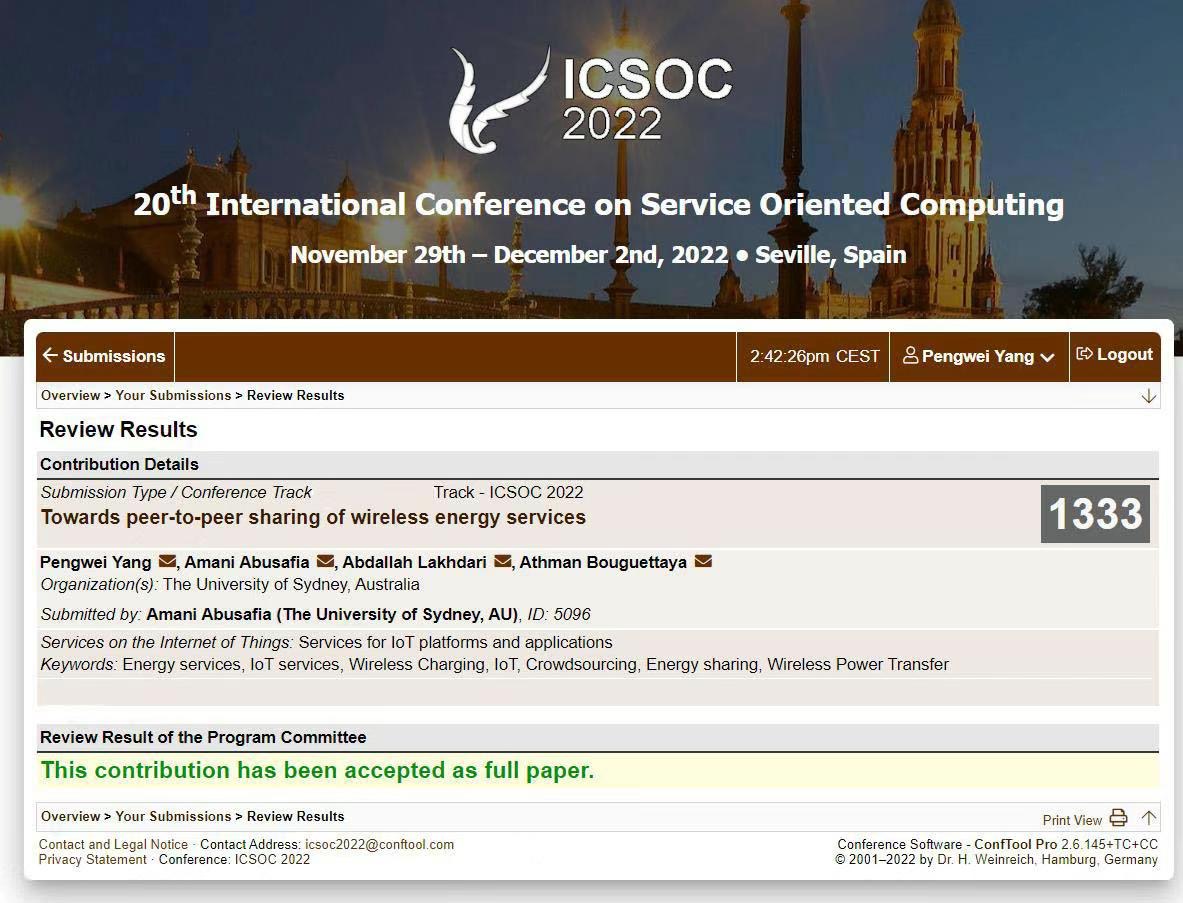 ICSOC
2022
20th International Conference on Service Oriented Computing
November 29th – December 2nd, 2022 • Seville, Spain
← Submissions 2:42:26pm CEST Pengwei Yang Logout
Overview > Your Submissions > Review Results ↓
Review Results
Contribution Details
Submission Type / Conference Track Track - ICSOC 2022
Towards peer-to-peer sharing of wireless energy services 1333
Pengwei Yang, Amani Abusafia, Abdallah Lakhdari, Athman Bouguettaya
Organization(s): The University of Sydney, Australia
Submitted by: Amani Abusafia (The University of Sydney, AU), ID: 5096
Services on the Internet of Things: Services for IoT platforms and applications
Keywords: Energy services, IoT services, Wireless Charging, IoT, Crowdsourcing, Energy sharing, Wireless Power Transfer
Review Result of the Program Committee
This contribution has been accepted as full paper.
Overview > Your Submissions > Review Results Print View ↑
Contact and Legal Notice · Contact Address: icsoc2022@conftool.com Conference Software - ConfTool Pro 2.6.145+TC+CC
Privacy Statement · Conference: ICSOC 2022 © 2001–2022 by Dr. H. Weinreich, Hamburg, Germany